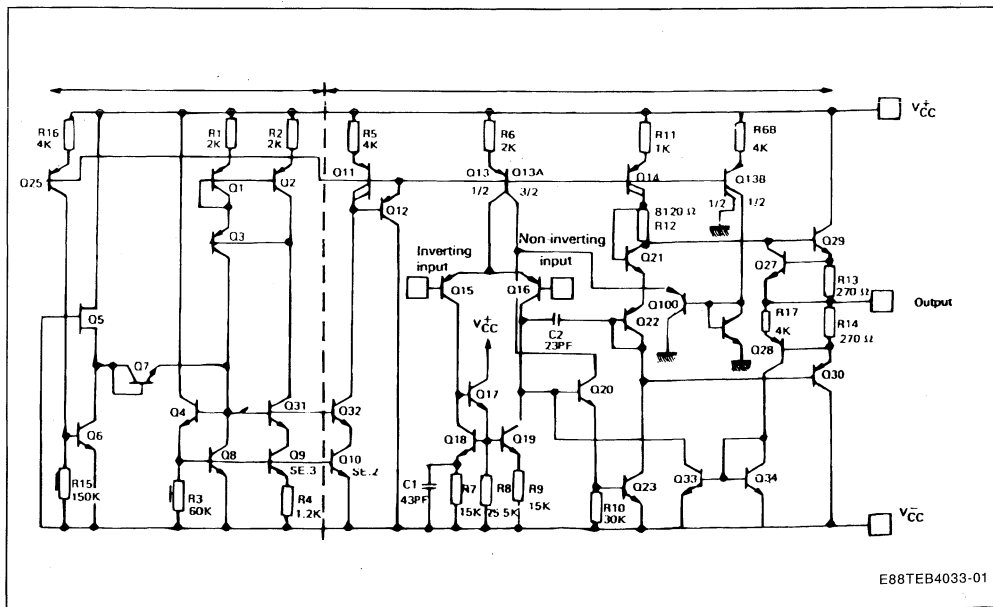 V+CC
R16
4K
R1
2K
R2
2K
R5
4K
R6
2K
R11
1K
R6B
4K
Q25
Q1
Q2
Q11
Q12
Q13
Q13A
1/2
3/2
Q14
Q13B
1/2
1/2
8120 Ω
R12
Q3
Inverting
input
Non-inverting
input
Q21
Q27
Q29
R13
270 Ω
Q15
Q16
Q100
Output
Q5
V+CC
C2
23PF
Q22
R17
4K
R14
270 Ω
Q28
Q7
Q30
Q4
Q31
Q32
Q17
Q20
Q6
Q8
Q9
SE.3
Q10
SE.2
Q18
Q19
R15
150K
R3
60K
R4
1.2K
C1
43PF
R7
15K
R8
R9
15K
R10
30K
Q23
Q33
Q34
V-CC
E88TEB4033-01